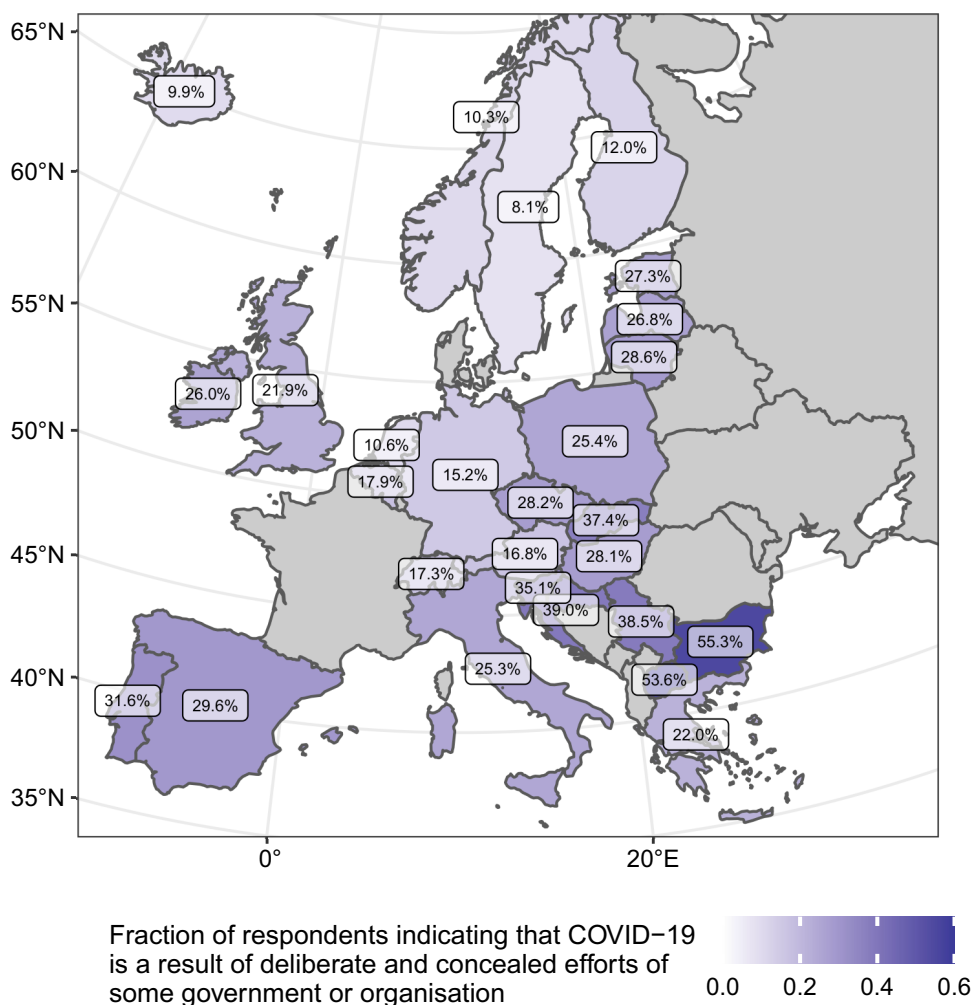 65°N
9.9%
10.3%
12.0%
60°N
8.1%
27.3%
55°N
26.8%
28.6%
26.0%
21.9%
50°N
10.6%
25.4%
15.2%
17.9%
28.2%
37.4%
45°N
16.8%
28.1%
17.3%
35.1%
39.0%
38.5%
55.3%
25.3%
40°N
53.6%
31.6%
29.6%
22.0%
35°N
0°
20°E
Fraction of respondents indicating that COVID−19
is a result of deliberate and concealed efforts of
some government or organisation
0.0 0.2 0.4 0.6